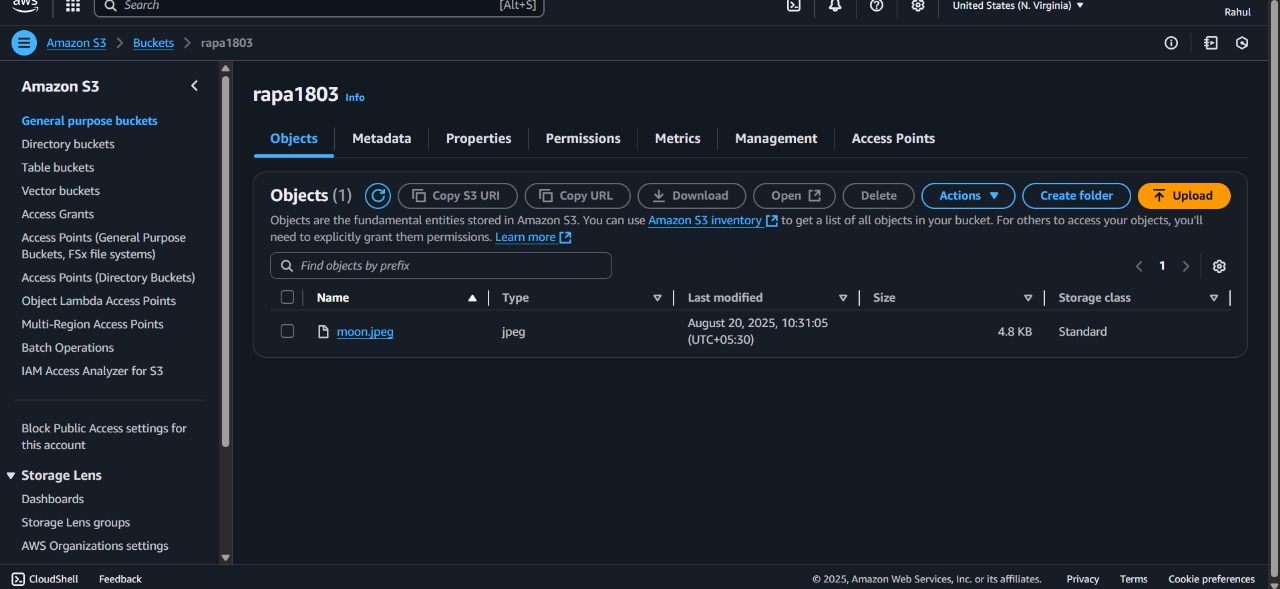 aws
Search
[Alt+S]
United States (N. Virginia)
Rahul
Amazon S3
Buckets
rapa1803
Amazon S3
General purpose buckets
Directory buckets
Table buckets
Vector buckets
Access Grants
Access Points (General Purpose
Buckets, FSx file systems)
Access Points (Directory Buckets)
Object Lambda Access Points
Multi-Region Access Points
Batch Operations
IAM Access Analyzer for S3
Block Public Access settings for
this account
Storage Lens
Dashboards
Storage Lens groups
AWS Organizations settings
rapa1803 Info
Objects Metadata Properties Permissions Metrics Management Access Points
Objects (1) Copy S3 URI Copy URL Download Open Delete Actions Create folder Upload
Objects are the fundamental entities stored in Amazon S3. You can use Amazon S3 inventory to get a list of all objects in your bucket. For others to access your objects, you'll
need to explicitly grant them permissions. Learn more
Find objects by prefix
1
Name Type Last modified Size Storage class
moon.jpeg jpeg August 20, 2025, 10:31:05 4.8 KB Standard
(UTC+05:30)
CloudShell Feedback © 2025, Amazon Web Services, Inc. or its affiliates. Privacy Terms Cookie preferences